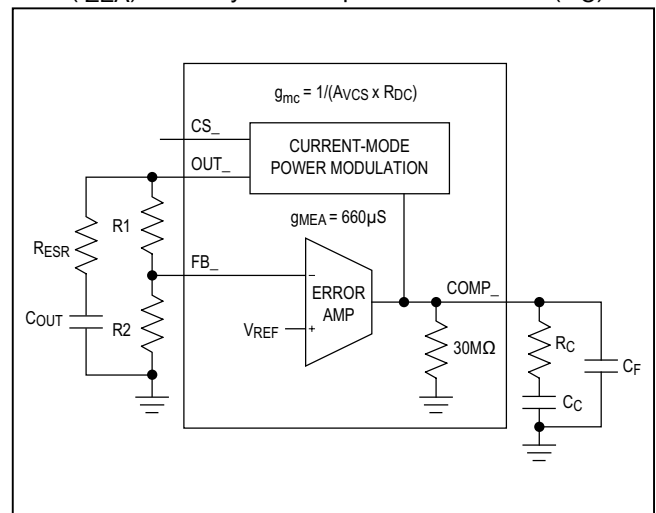 gmc = 1/(AVCS x RDC)
CS_
CURRENT-MODE
POWER MODULATION
OUT_
gMEA = 660µS
R1
RESR
FB_
COUT
R2
ERROR
AMP
VREF
COMP_
30MΩ
RC
CF
CC